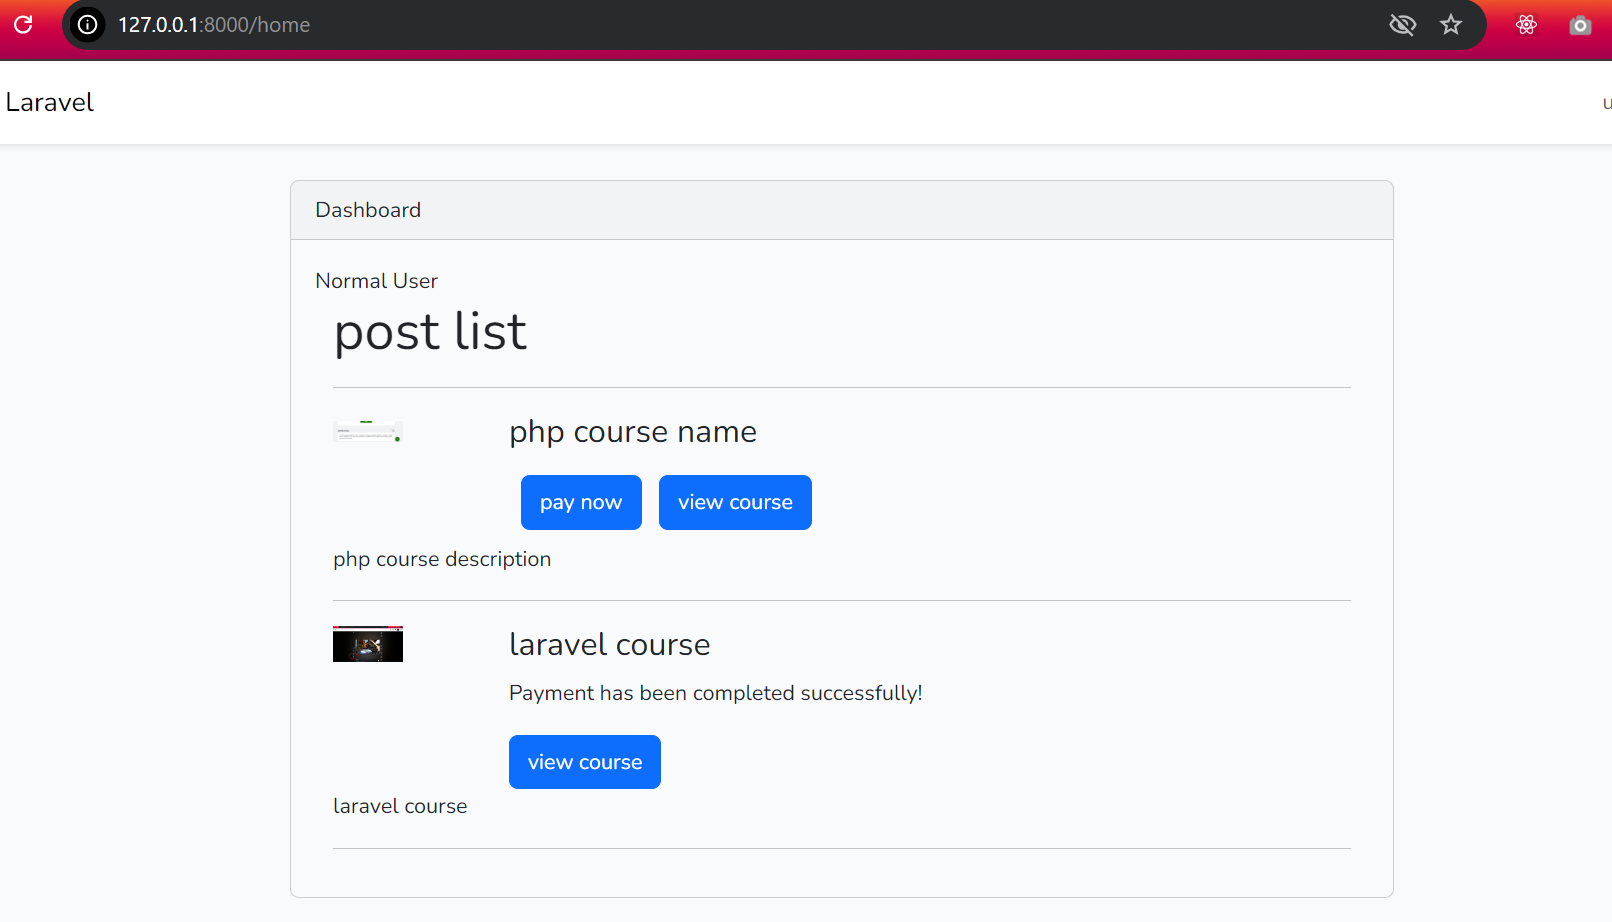 127.0.0.1:8000/home
Laravel
u
Dashboard
Normal User
post list
php course name
pay now
view course
php course description
laravel course
Payment has been completed successfully!
view course
laravel course